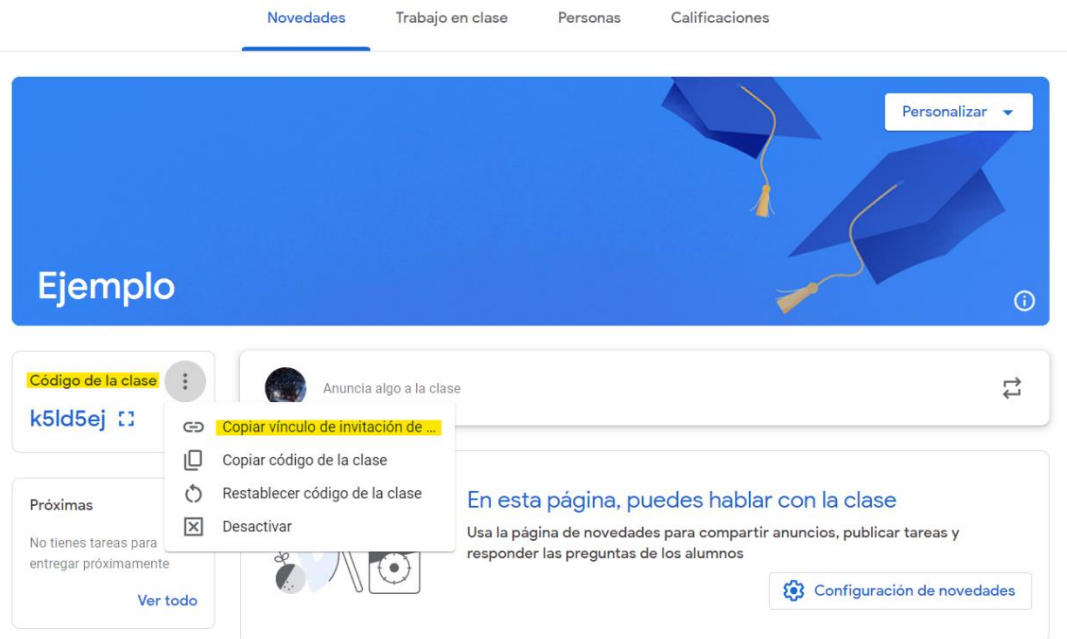 Novedades Trabajo en clase Personas Calificaciones
Personalizar
Ejemplo
Código de la clase
k5ld5ej
Anuncia algo a la clase
Copiar vínculo de invitación de ...
Copiar código de la clase
Restablecer código de la clase
Desactivar
Próximas
No tienes tareas para
entregar próximamente
Ver todo
En esta página, puedes hablar con la clase
Usa la página de novedades para compartir anuncios, publicar tareas y
responder las preguntas de los alumnos
Configuración de novedades